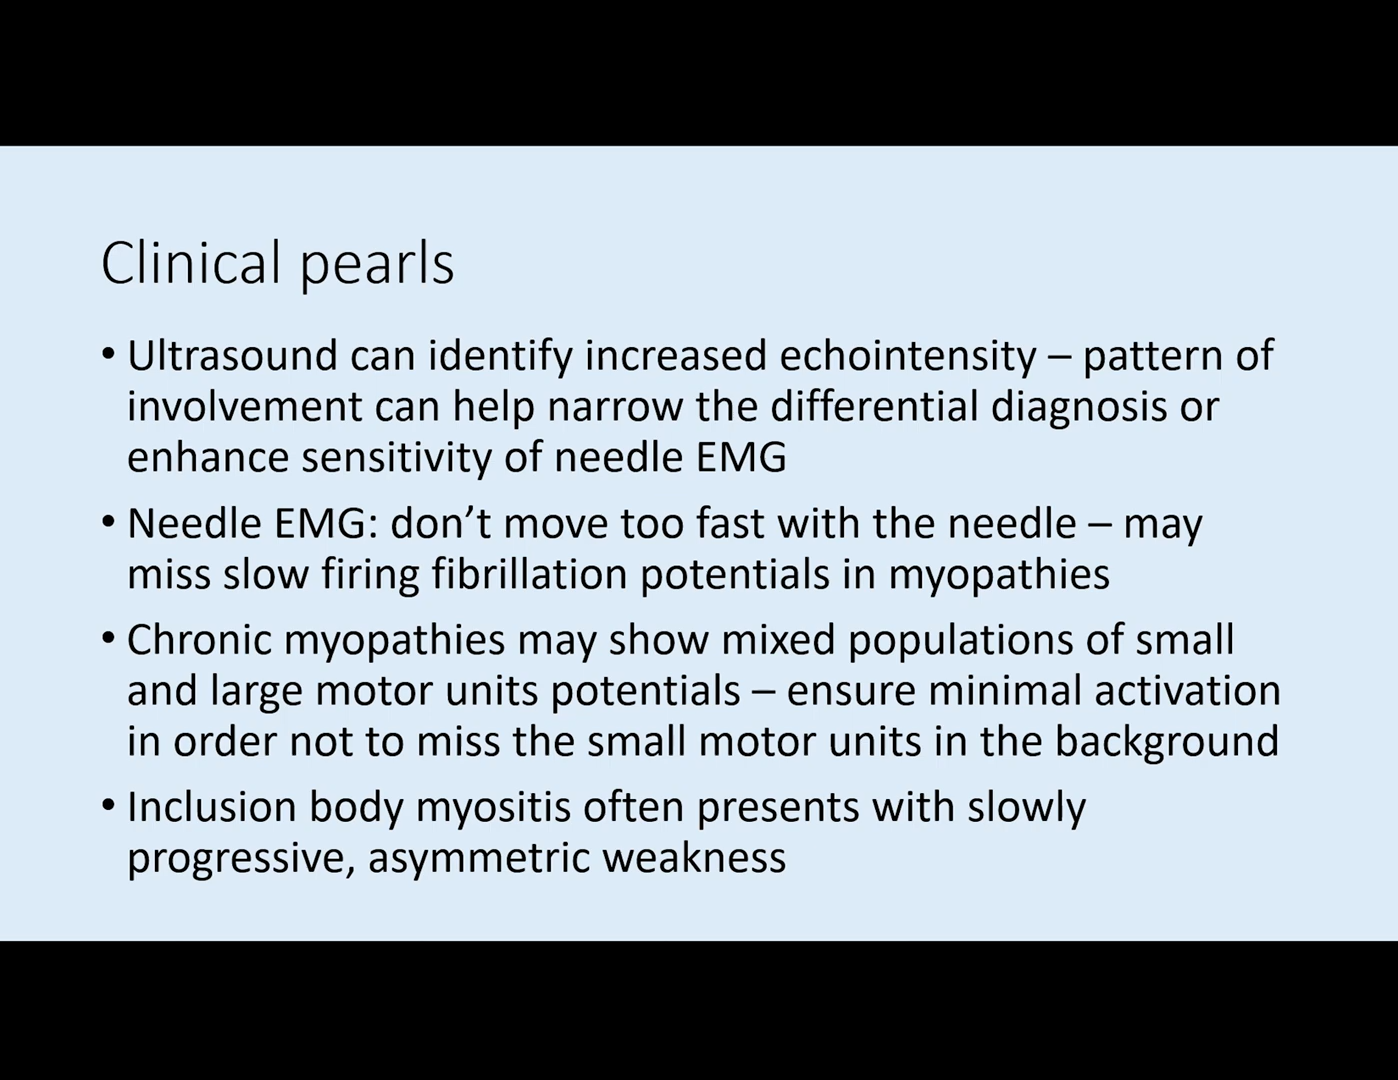 Clinical pearls
• Ultrasound can identify increased echointensity – pattern of
involvement can help narrow the differential diagnosis or
enhance sensitivity of needle EMG
• Needle EMG: don’t move too fast with the needle – may
miss slow firing fibrillation potentials in myopathies
• Chronic myopathies may show mixed populations of small
and large motor units potentials – ensure minimal activation
in order not to miss the small motor units in the background
• Inclusion body myositis often presents with slowly
progressive, asymmetric weakness